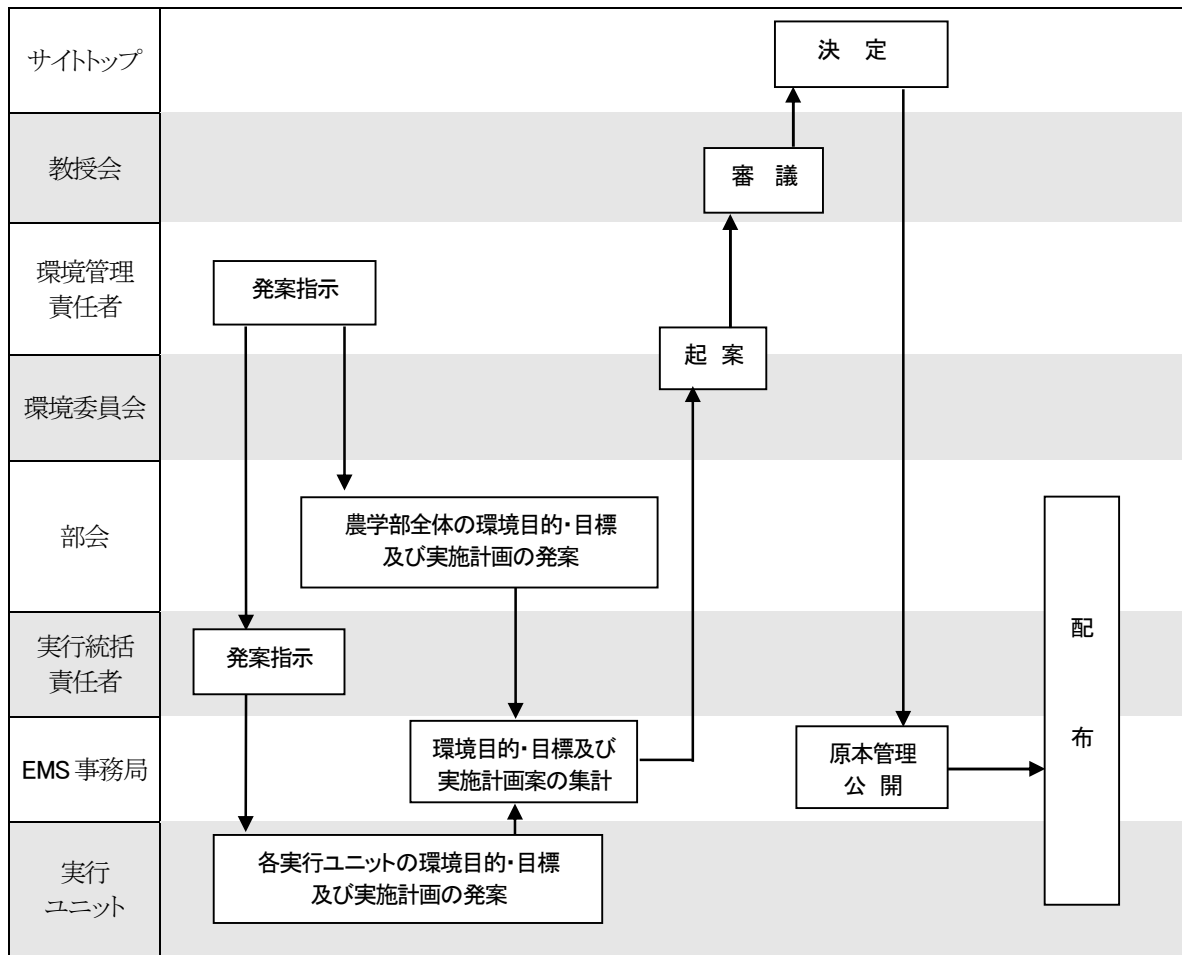 サイトトップ
決　定
教授会
審　議
環境管理
責任者
発案指示
起　案
環境委員会
部会
農学部全体の環境目的・目標
及び実施計画の発案
実行統括
責任者
発案指示
配
布
EMS 事務局
環境目的・目標及び
実施計画案の集計
原本管理
公　開
実行
ユニット
各実行ユニットの環境目的・目標
及び実施計画の発案